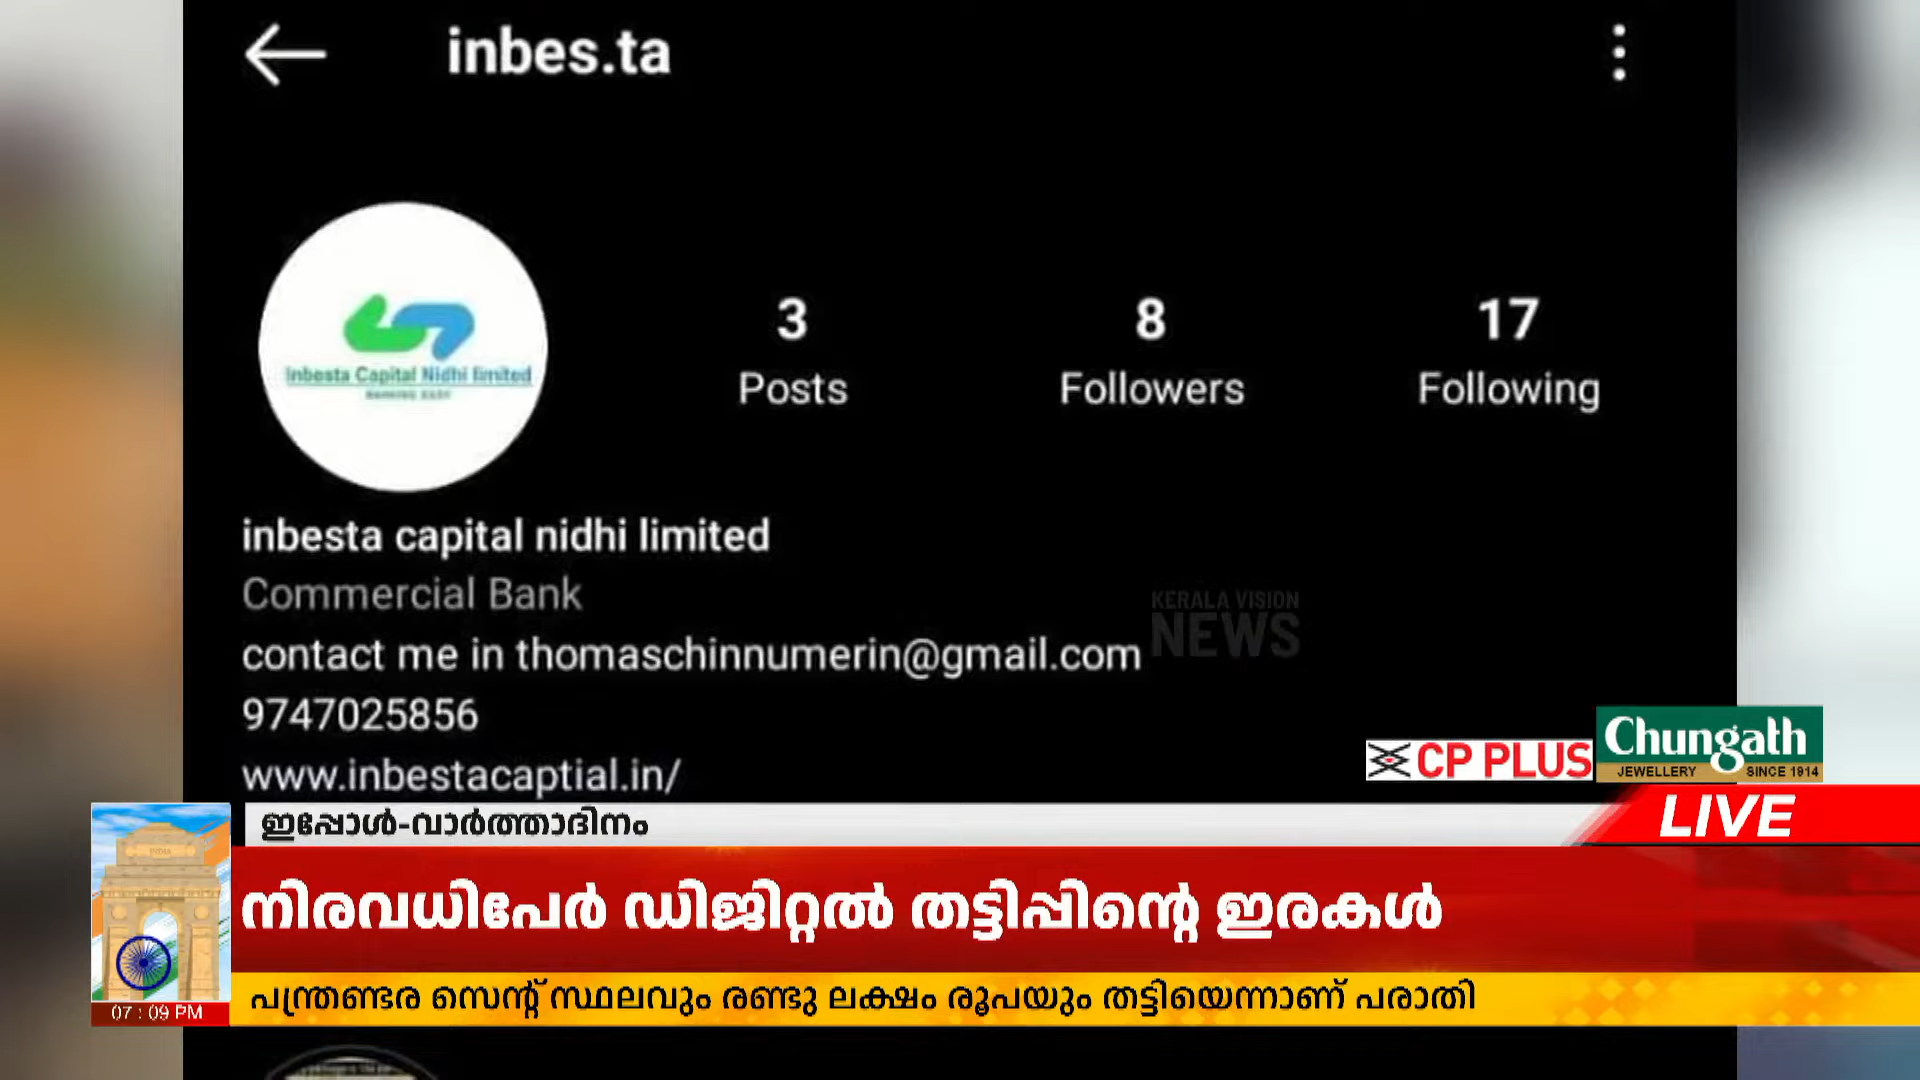 inbes.ta
3
Posts
8
Followers
17
Following
Inbesta Capital Nidhi limited
inbesta capital nidhi limited
Commercial Bank
contact me in thomaschinnumerin@gmail.com
9747025856
www.inbestacaptial.in/
KERALA VISION
NEWS
CP PLUS
Chungath
JEWELLERY SINCE 1914
ഇപ്പോൾ-വാർത്താദിനം
LIVE
INDIA
നിരവധിപേർ ഡിജിറ്റൽ തട്ടിപ്പിന്റെ ഇരകൾ
പന്ത്രണ്ടര സെന്റ് സ്ഥലവും രണ്ടു ലക്ഷം രൂപയും തട്ടിയെന്നാണ് പരാതി
07 : 09 PM